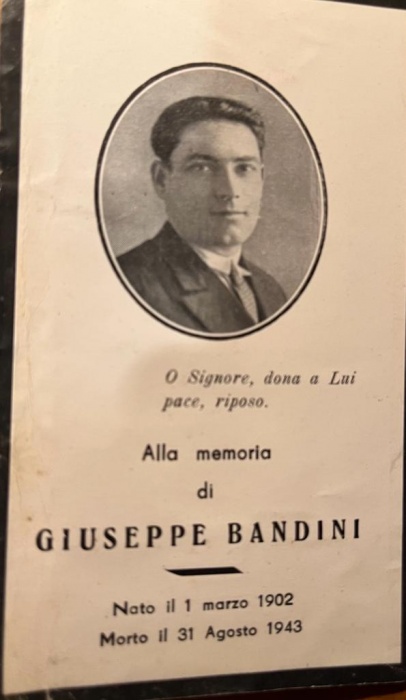 O Signore, dona a Lui
pace, riposo.
Alla memoria
di
GIUSEPPE BANDINI
Nato il 1 marzo 1902
Morto il 31 Agosto 1943